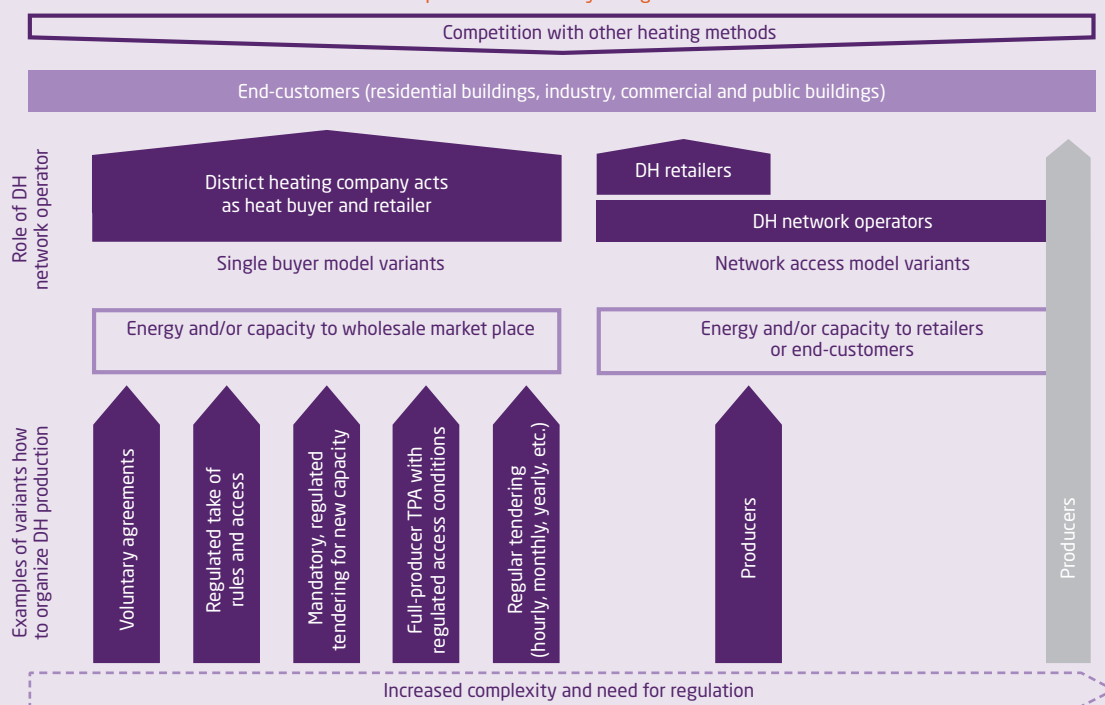 Competition with other heating methods
End-customers (residential buildings, industry, commercial and public buildings)
Role of DH
network operator
District heating company acts
as heat buyer and retailer
DH retailers
DH network operators
Single buyer model variants
Network access model variants
Energy and/or capacity to wholesale market place
Energy and/or capacity to retailers
or end-customers
Examples of variants how
to organize DH production
Voluntary agreements
Regulated take of
rules and access
Mandatory, regulated
tendering for new capacity
Full-producer TPA with
regulated access conditions
Regular tendering
(hourly, monthly, yearly, etc.)
Producers
Producers
Increased complexity and need for regulation